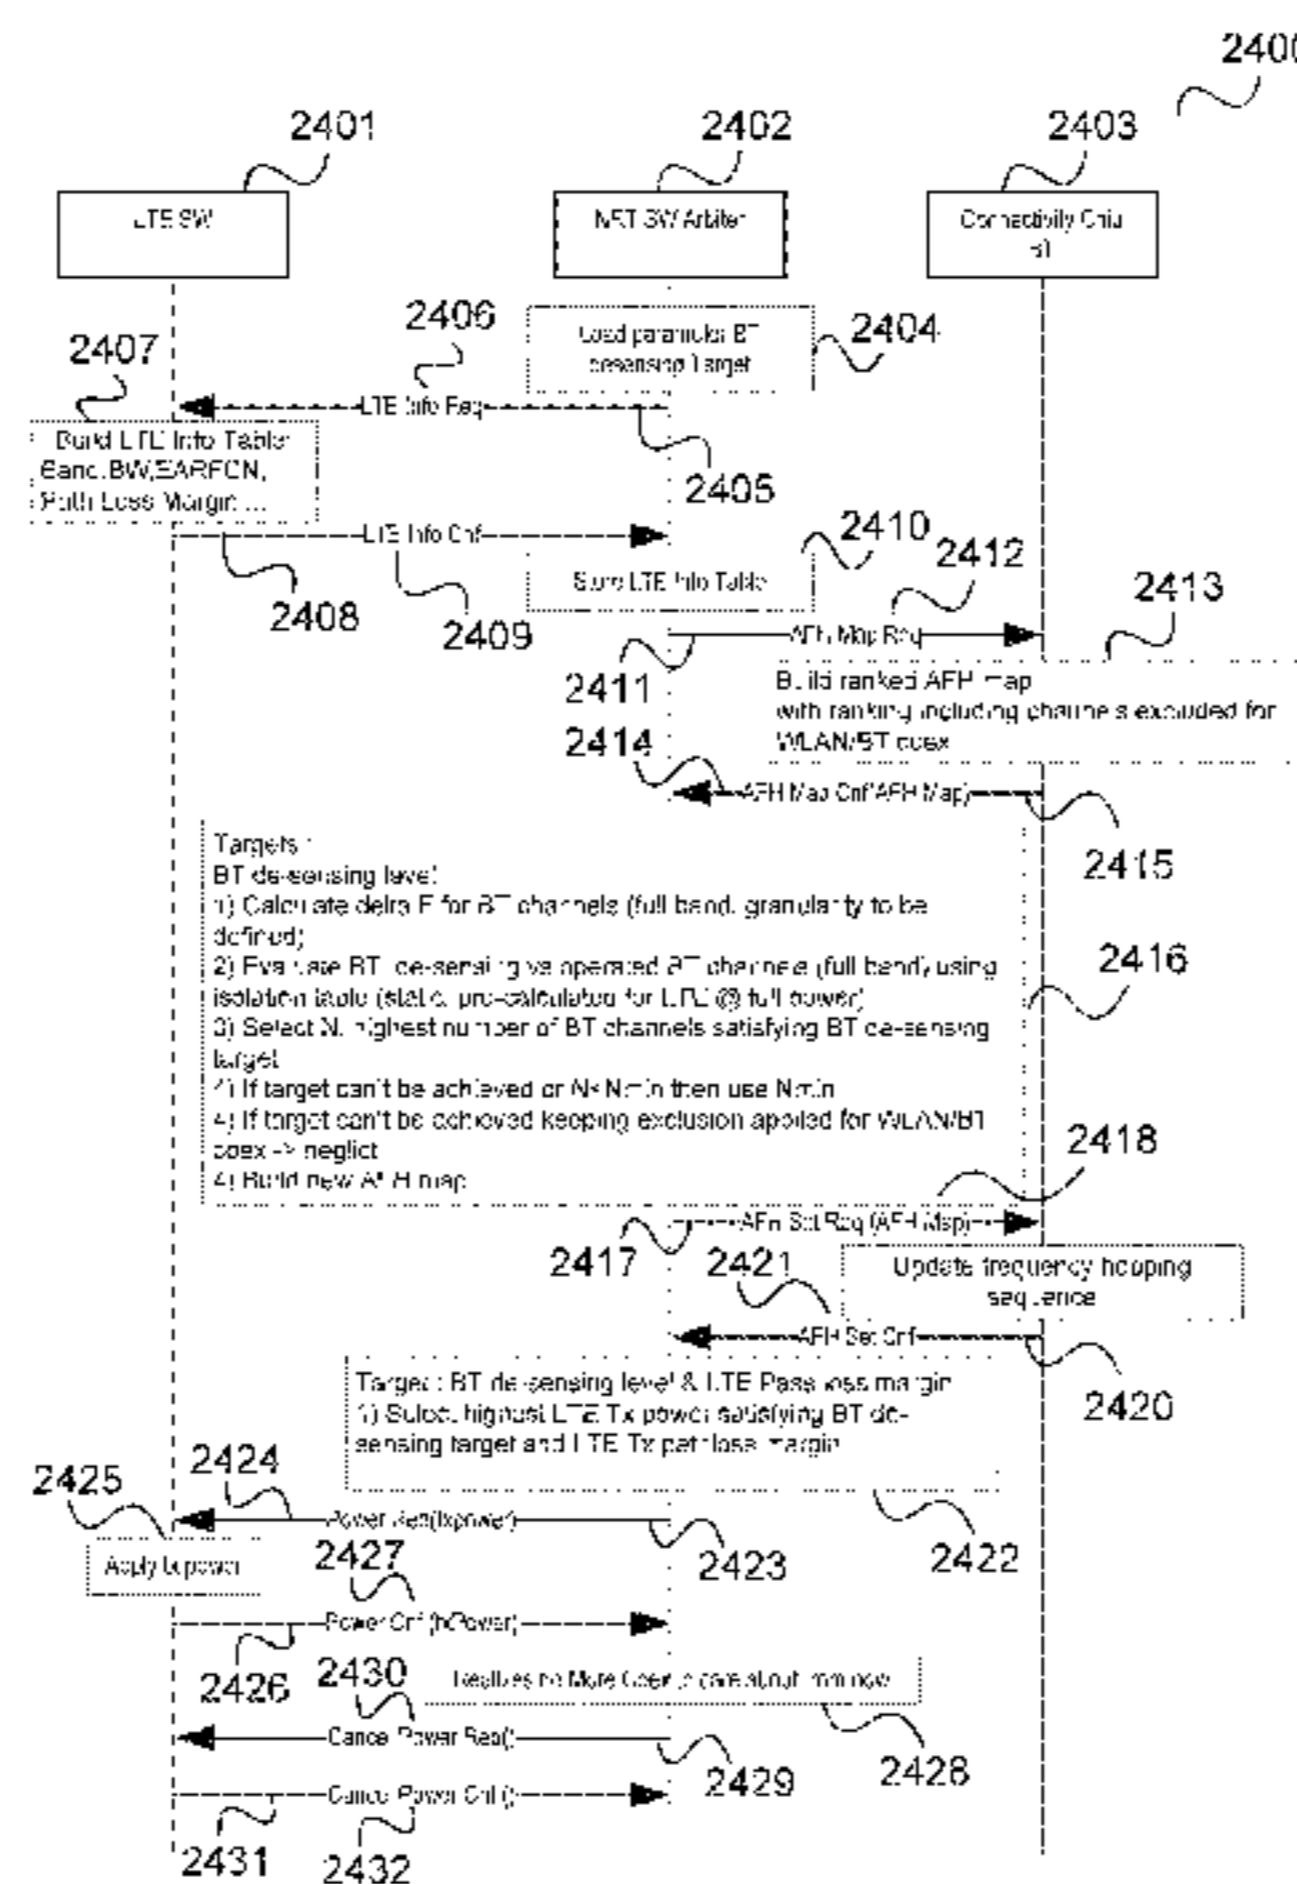 2400
2401
2402
2403
LTE SW
NRT SW Arbiter
Connectivity Chip
BT
2404
Load parameter BT
desensing Target
2406
2407
LTE Info Req
2405
Build LTE Info Table:
Band,BW,EARFCN,
Path Loss Margin ...
LTE Info Cnf
2408
2409
2410
Store LTE Info Table
2412
2413
AFH Map Req
2411
Build ranked AFH map
with ranking including channels excluded for
WLAN/BT coex
2414
AFH Map Cnf(AFH Map)
2415
Targets :
BT de-sensing level
1) Calculate delta F for BT channels (full band, granularity to be
defined)
2) Evaluate BT de-sensing vs operated BT channels (full band) using
isolation table (static, pre-calculated for LTE @ full power)
3) Select N, highest number of BT channels satisfying BT de-sensing
target
4) If target can't be achieved or N<Nmin then use Nmin
4) If target can't be achieved keeping exclusion applied for WLAN/BT
coex -> neglict
4) Build new AFH map
2416
2418
AFH Set Req (AFH Map)
2417
2421
Update frequency hopping
sequence
AFH Set Cnf
2420
Target : BT de-sensing level & LTE Pass loss margin
1) Select highest LTE Tx power satisfying BT de-
sensing target and LTE Tx path loss margin
2422
2424
2425
Power Req(txpower)
2423
Apply txpower
2427
Power Cnf (txPower)
2426
2430
2428
Cancel Power Req()
2429
Cancel Power Cnf ()
2431
2432